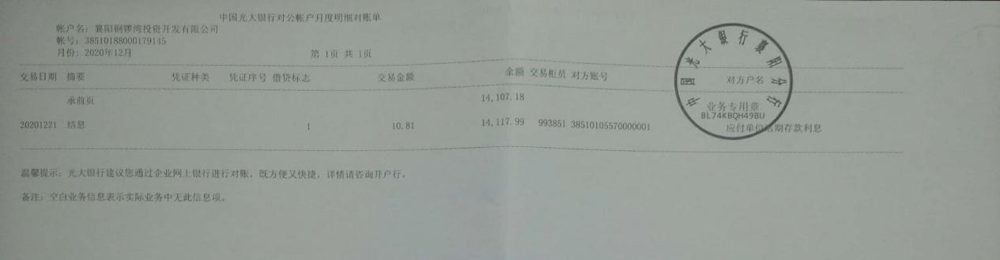 中国光大银行对公帐户月度明细对账单
帐户名：襄阳铜锣湾投资开发有限公司
帐号：38510188000179145
月份：2020年12月
第 1页 共 1页
交易日期 摘要 凭证种类 凭证序号 借贷标志 交易金额 余额 交易柜员 对方账号 对方户名
承前页 14,107.18
20201221 结息 1 10.81 14,117.99 993851 38510105570000001 应付单位活期存款利息
中国光大银行襄阳分行
业务专用章
BL74KBQH49BU
温馨提示：光大银行建议您通过企业网上银行进行对账，既方便又快捷，详情请咨询开户行。
备注：空白业务信息表示实际业务中无此信息项。